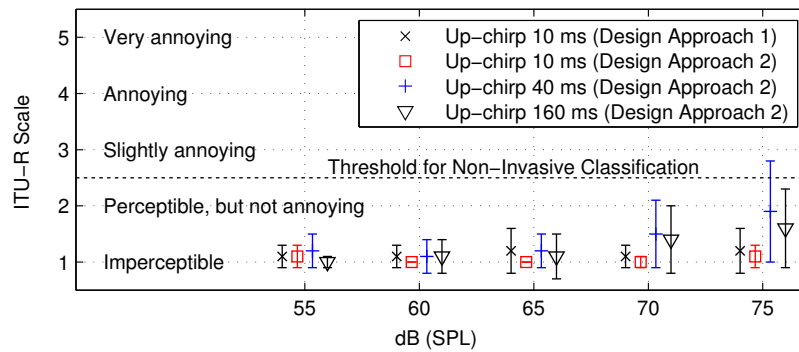 5
4
3
2
1
ITU-R Scale
Very annoying
Annoying
Slightly annoying
Perceptible, but not annoying
Imperceptible
Up-chirp 10 ms (Design Approach 1)
Up-chirp 10 ms (Design Approach 2)
Up-chirp 40 ms (Design Approach 2)
Up-chirp 160 ms (Design Approach 2)
Threshold for Non-Invasive Classification
55 60 65 70 75
dB (SPL)